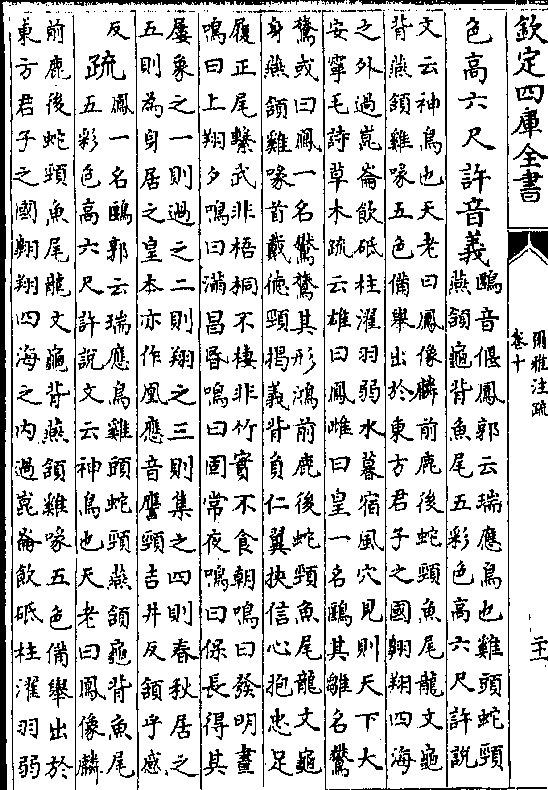 欽定四庫全書
爾雅注疏
卷十
二十一
色高六尺許音義
鶠音偃鳳郭云瑞應鳥也雞頭蛇頸
燕頷龜背魚尾五彩色高六尺許說
文云神鳥也天老曰鳳像麟前鹿後蛇頸魚尾龍文龜
背燕頷雞喙五色備舉出於東方君子之國翺翔四海
之外過崑崙飲砥柱濯羽弱水暮宿風穴見則天下大
安寧毛詩草木疏云雄曰鳳雌曰皇一名鶠其雛名鸑
鷟或曰鳳一名鸑鷟其形鴻前鹿後蛇頸魚尾龍文龜
身燕頷雞喙首戴徳頸掲義背負仁翼挾信心抱忠足
履正尾繫武非梧桐不棲非竹實不食朝鳴曰發明晝
鳴曰上翔夕鳴曰滿昌昏鳴曰固常夜鳴曰保長得其
屢象之一則過之二則翔之三則集之四則春秋居之
五則為身居之皇本亦作凰應音鷹頸吉井反頷乎感
反
疏
鳳一名鶠郭云瑞應鳥雞頭蛇頸燕頷龜背魚尾
五彩色高六尺許說文云神鳥也天老曰鳳像麟
前鹿後蛇頸魚尾龍文龜背燕頷雞喙五色備舉出於
東方君子之國翺翔四海之内過崑崙飲砥柱濯羽弱